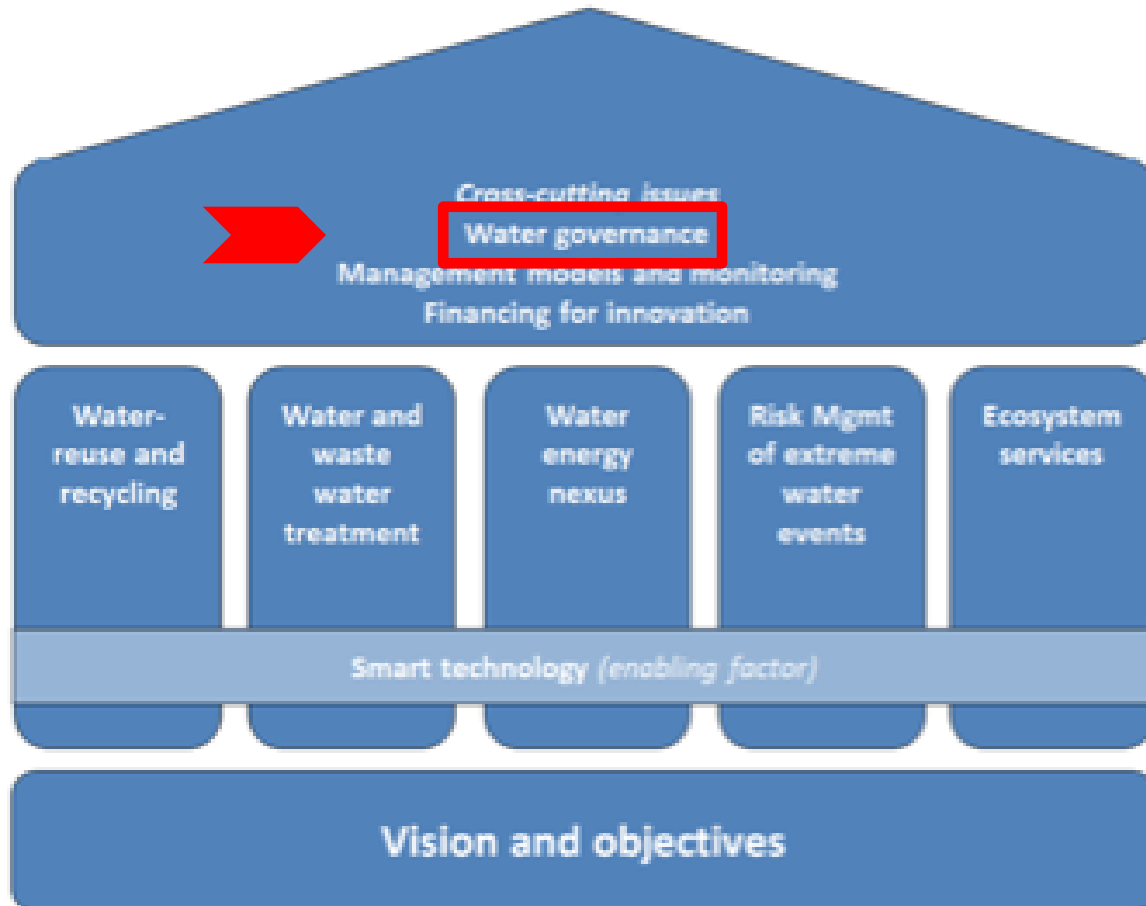 Cross-cutting issues
Water governance
Management models and monitoring
Financing for innovation
Water-
reuse and
recycling
Water and
waste
water
treatment
Water
energy
nexus
Risk Mgmt
of extreme
water
events
Ecosystem
services
Smart technology (enabling factor)
Vision and objectives